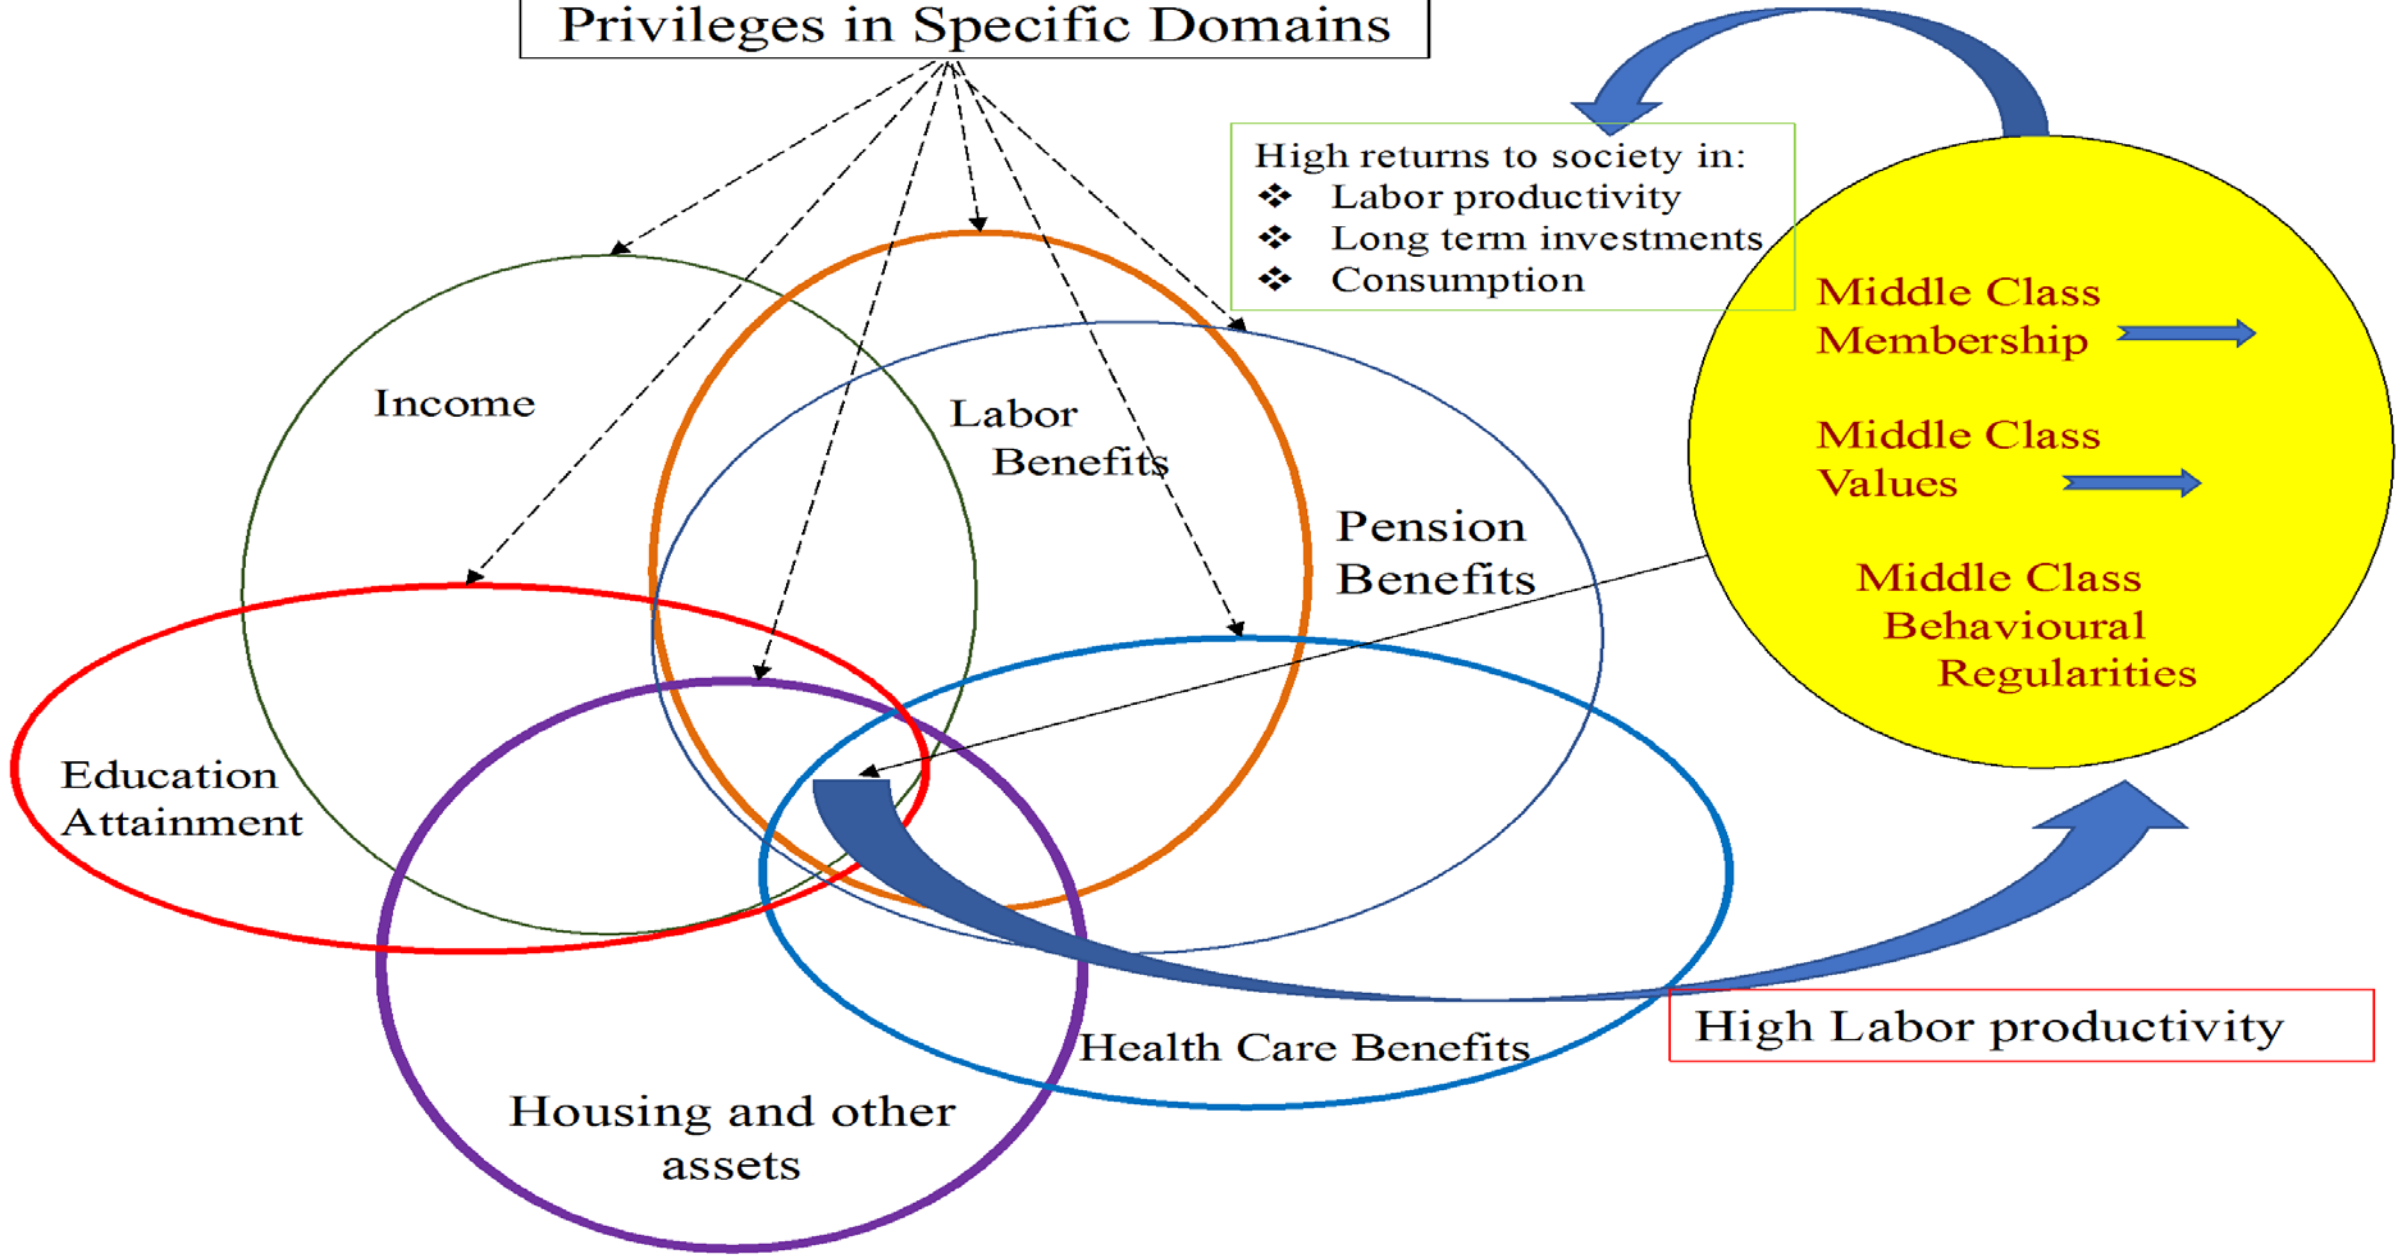 Privileges in Specific Domains
High returns to society in:
❖ Labor productivity
❖ Long term investments
❖ Consumption
Middle Class
Membership
Middle Class
Values
Middle Class
Behavioural
Regularities
Income
Labor
Benefits
Pension
Benefits
Education
Attainment
Health Care Benefits
High Labor productivity
Housing and other
assets